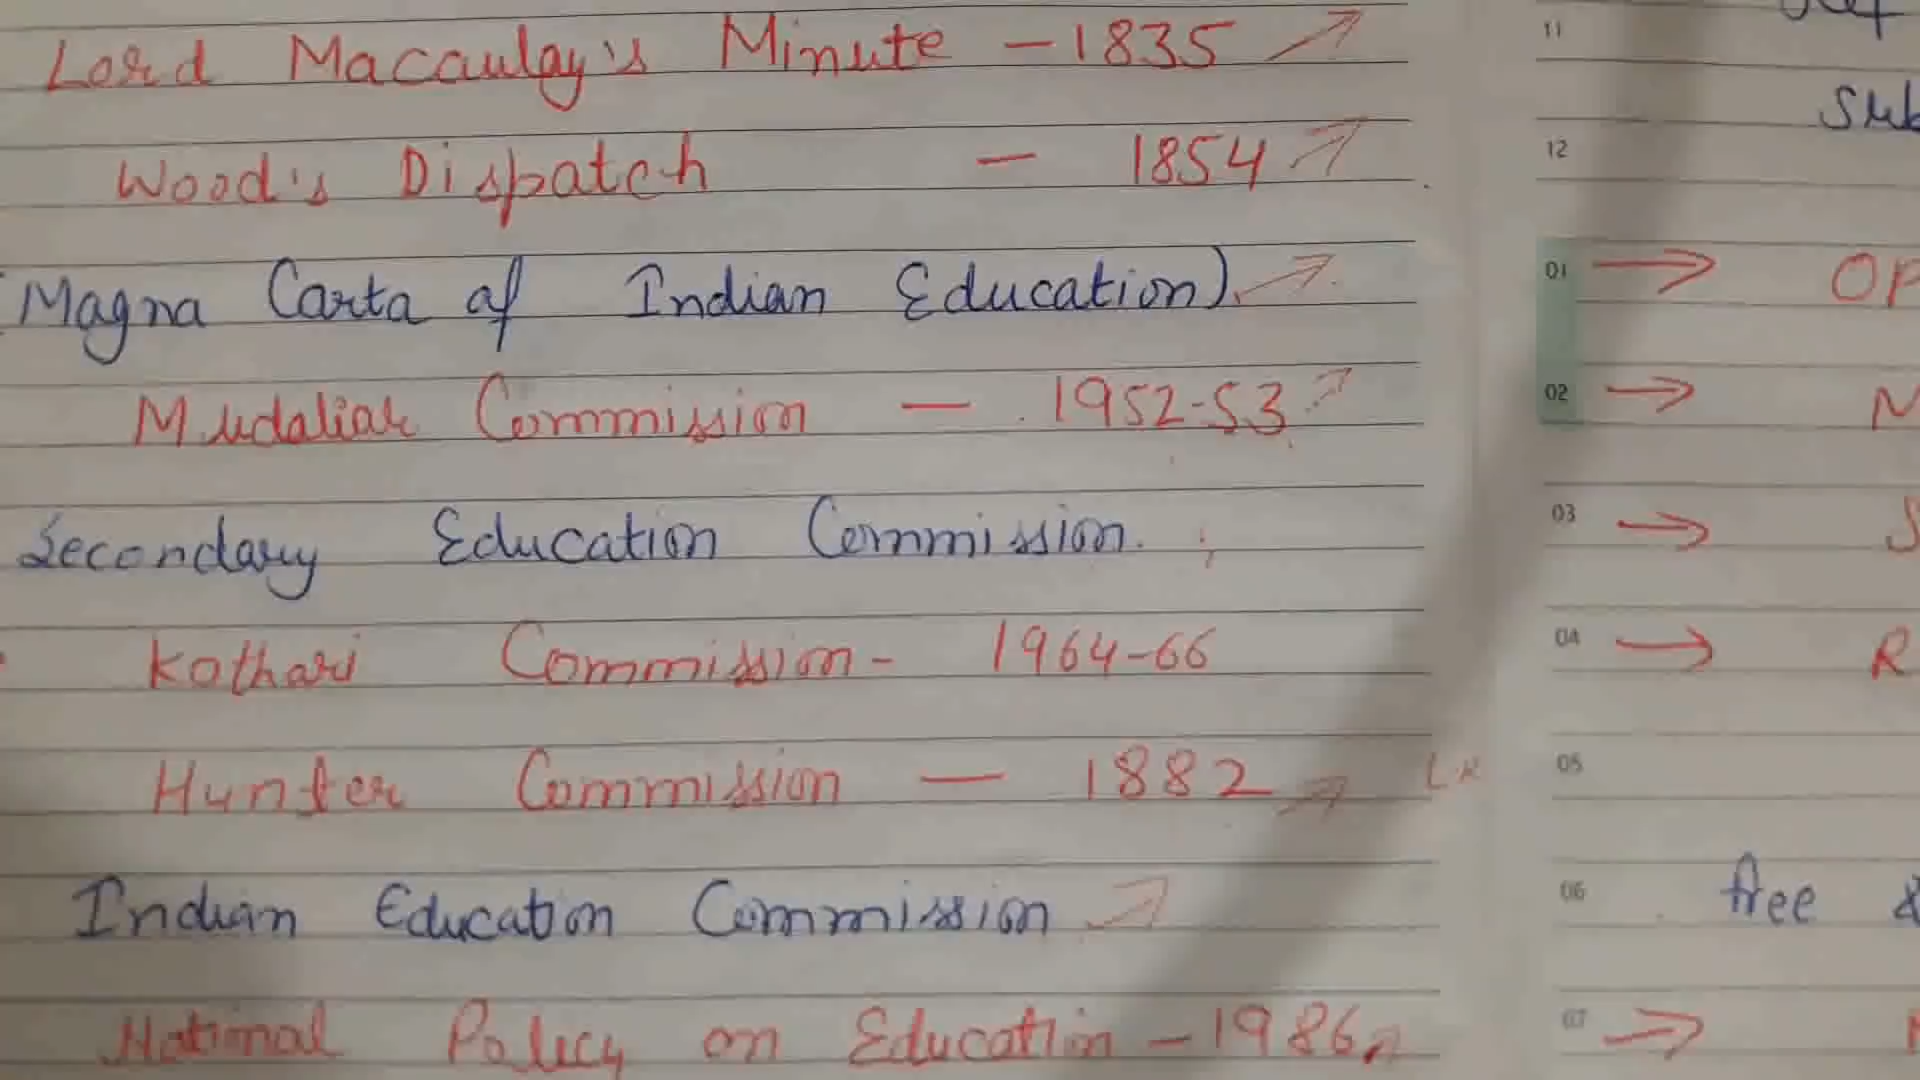 Lord Macaulay's Minute - 1835
Wood's Dispatch - 1854
Magna Carta of Indian Education)
Mudaliar Commission - 1952-53
Secondary Education Commission.
Kothari Commission - 1964-66
Hunter Commission - 1882
Indian Education Commission
National Policy on Education - 1986
11
12
01 → OP
02 →
03 →
04 → R
05
06 free &
07 →